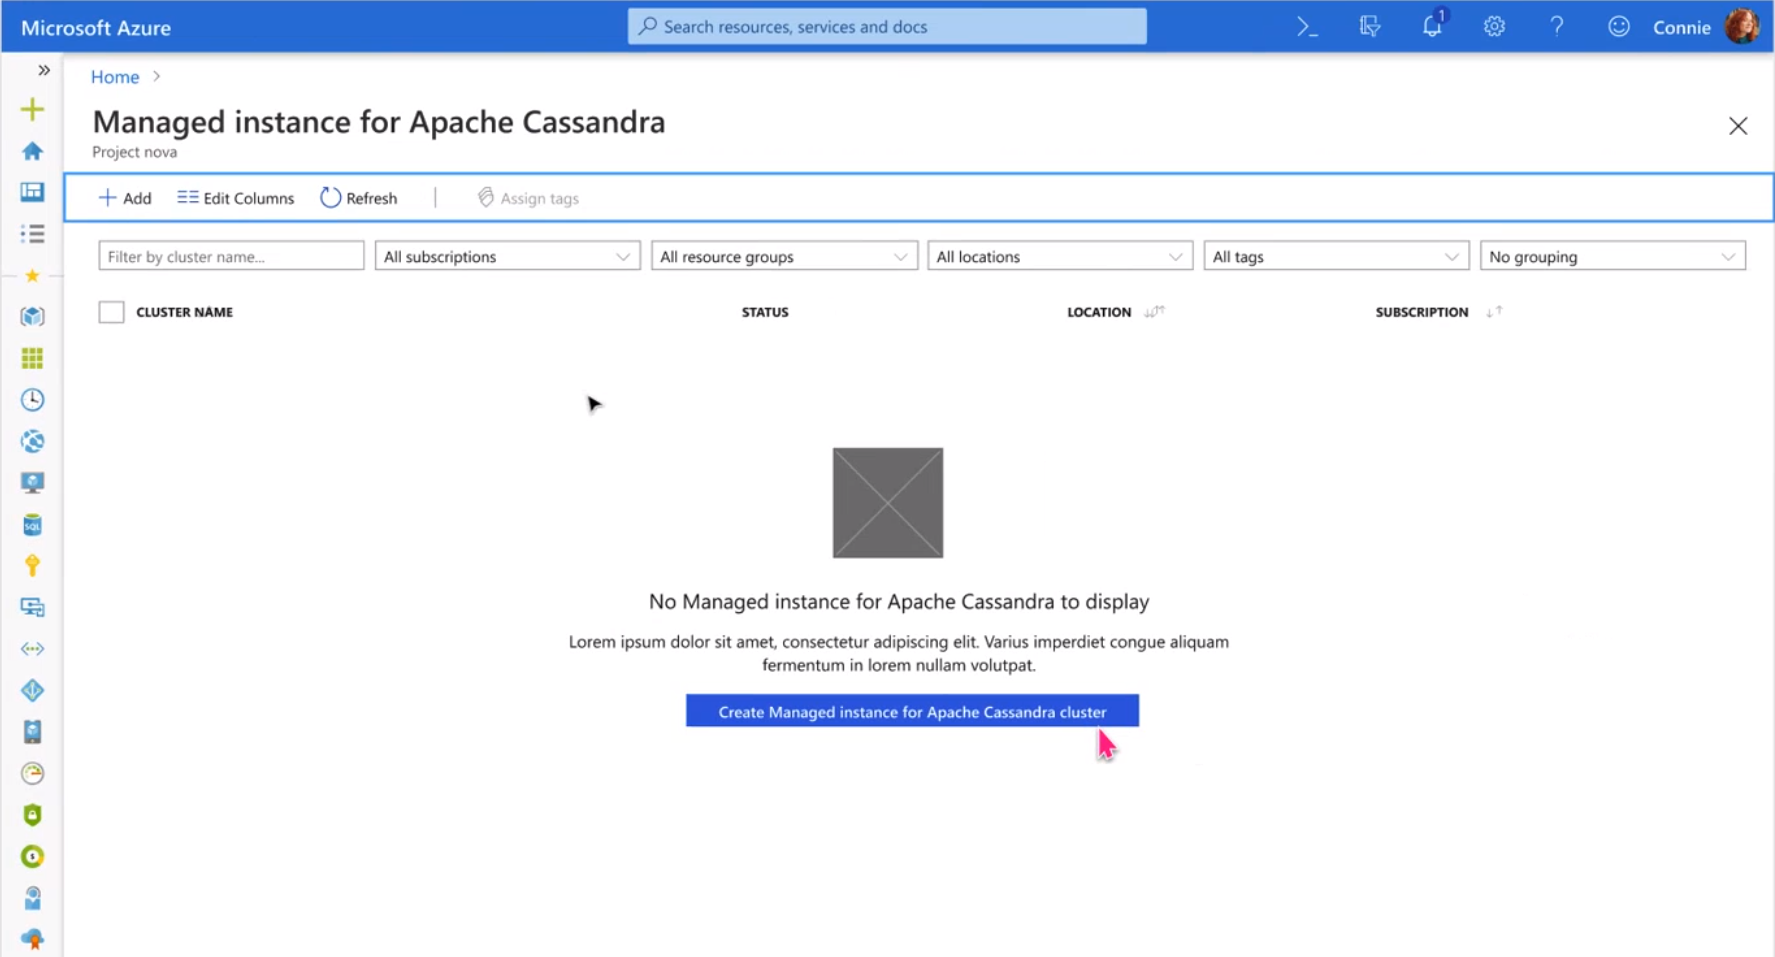 Microsoft Azure
Search resources, services and docs
1
Connie
Home
Managed instance for Apache Cassandra
Project nova
Add
Edit Columns
Refresh
Assign tags
Filter by cluster name...
All subscriptions
All resource groups
All locations
All tags
No grouping
CLUSTER NAME
STATUS
LOCATION
SUBSCRIPTION
SQL
No Managed instance for Apache Cassandra to display
Lorem ipsum dolor sit amet, consectetur adipiscing elit. Varius imperdiet congue aliquam
fermentum in lorem nullam volutpat.
Create Managed instance for Apache Cassandra cluster